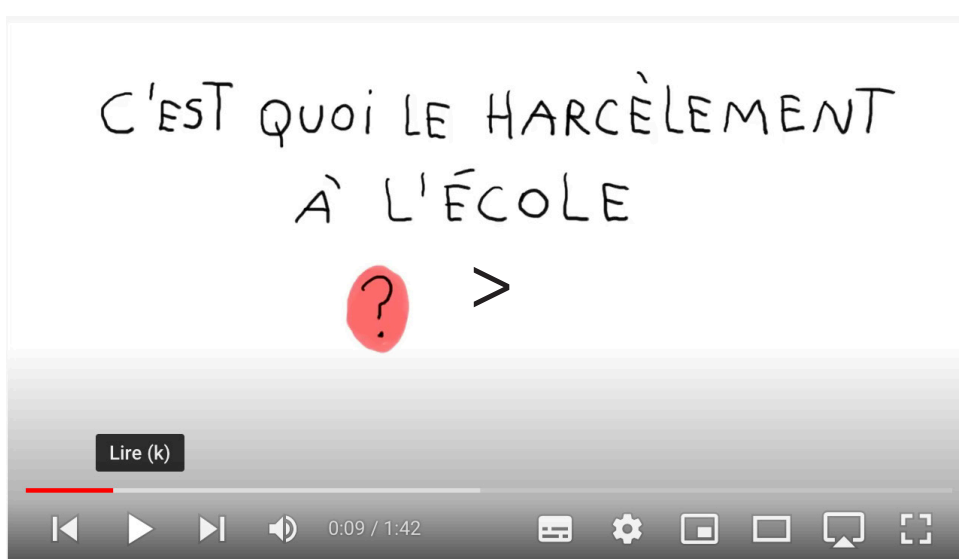 C'EST QUOI LE HARCÈLEMENT
À L'ÉCOLE
? >
Lire (k)
0:09 / 1:42